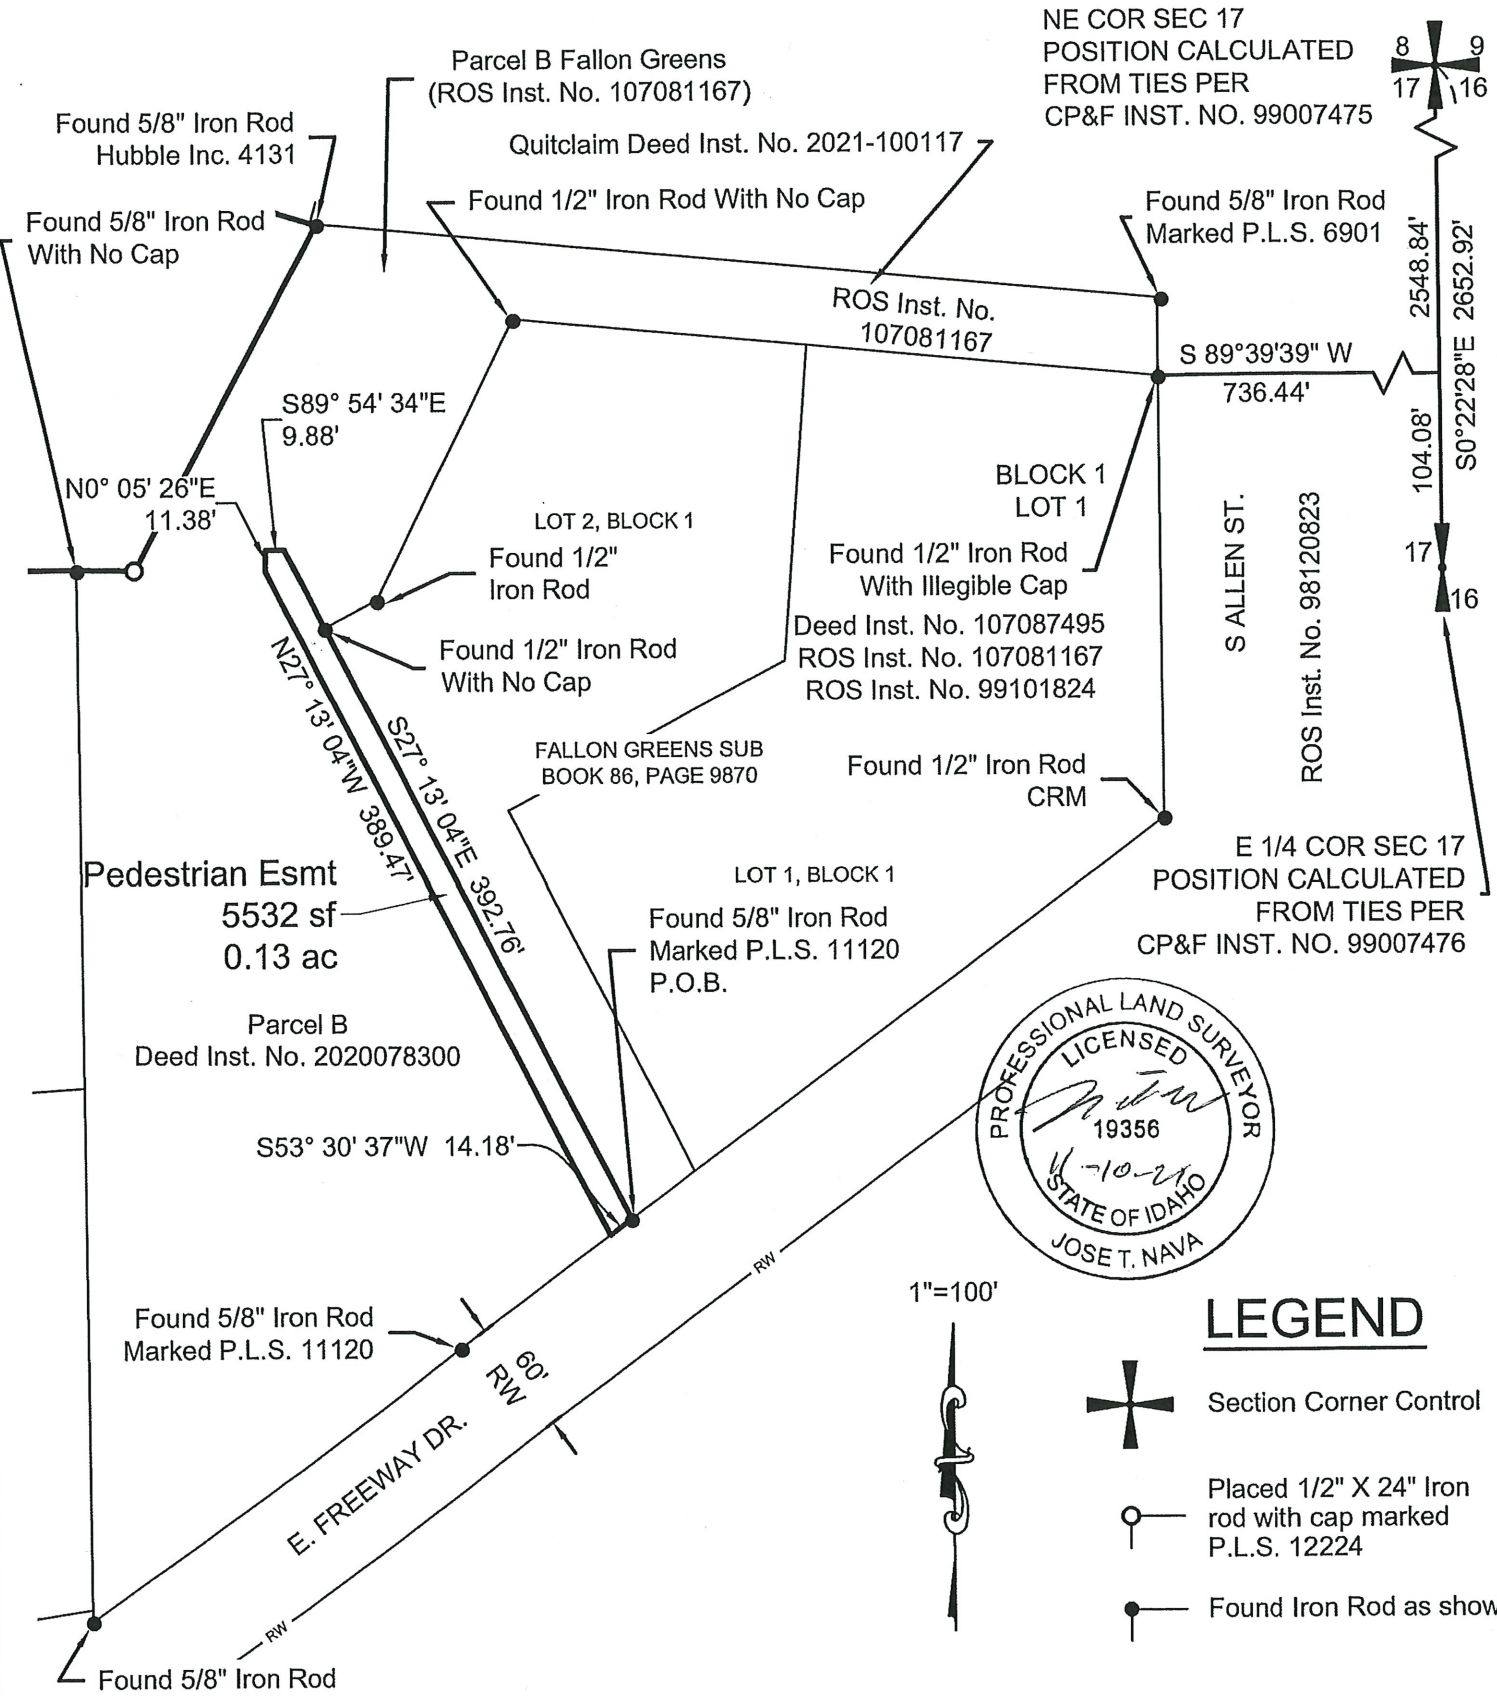 NE COR SEC 17
POSITION CALCULATED
FROM TIES PER
CP&F INST. NO. 99007475
8 9
17 16
Parcel B Fallon Greens
(ROS Inst. No. 107081167)
Found 5/8" Iron Rod
Hubble Inc. 4131
Quitclaim Deed Inst. No. 2021-100117
Found 1/2" Iron Rod With No Cap
Found 5/8" Iron Rod
Marked P.L.S. 6901
Found 5/8" Iron Rod
With No Cap
2548.84'
S0°22'28"E 2652.92'
ROS Inst. No.
107081167
S 89°39'39" W
736.44'
S89° 54' 34"E
9.88'
104.08'
N0° 05' 26"E
11.38'
BLOCK 1
LOT 1
LOT 2, BLOCK 1
Found 1/2"
Iron Rod
Found 1/2" Iron Rod
With Illegible Cap
Deed Inst. No. 107087495
ROS Inst. No. 107081167
ROS Inst. No. 99101824
S ALLEN ST.
ROS Inst. No. 98120823
17
16
Found 1/2" Iron Rod
With No Cap
N27° 13' 04"W 389.47'
S27° 13' 04"E 392.76'
FALLON GREENS SUB
BOOK 86, PAGE 9870
Found 1/2" Iron Rod
CRM
E 1/4 COR SEC 17
POSITION CALCULATED
FROM TIES PER
CP&F INST. NO. 99007476
Pedestrian Esmt
5532 sf
0.13 ac
LOT 1, BLOCK 1
Found 5/8" Iron Rod
Marked P.L.S. 11120
P.O.B.
Parcel B
Deed Inst. No. 2020078300
S53° 30' 37"W 14.18'
PROFESSIONAL LAND SURVEYOR
LICENSED
19356
STATE OF IDAHO
JOSE T. NAVA
RW
1"=100'
Found 5/8" Iron Rod
Marked P.L.S. 11120
60'
RW
E. FREEWAY DR.
RW
Found 5/8" Iron Rod
LEGEND
Section Corner Control
Placed 1/2" X 24" Iron
rod with cap marked
P.L.S. 12224
Found Iron Rod as show